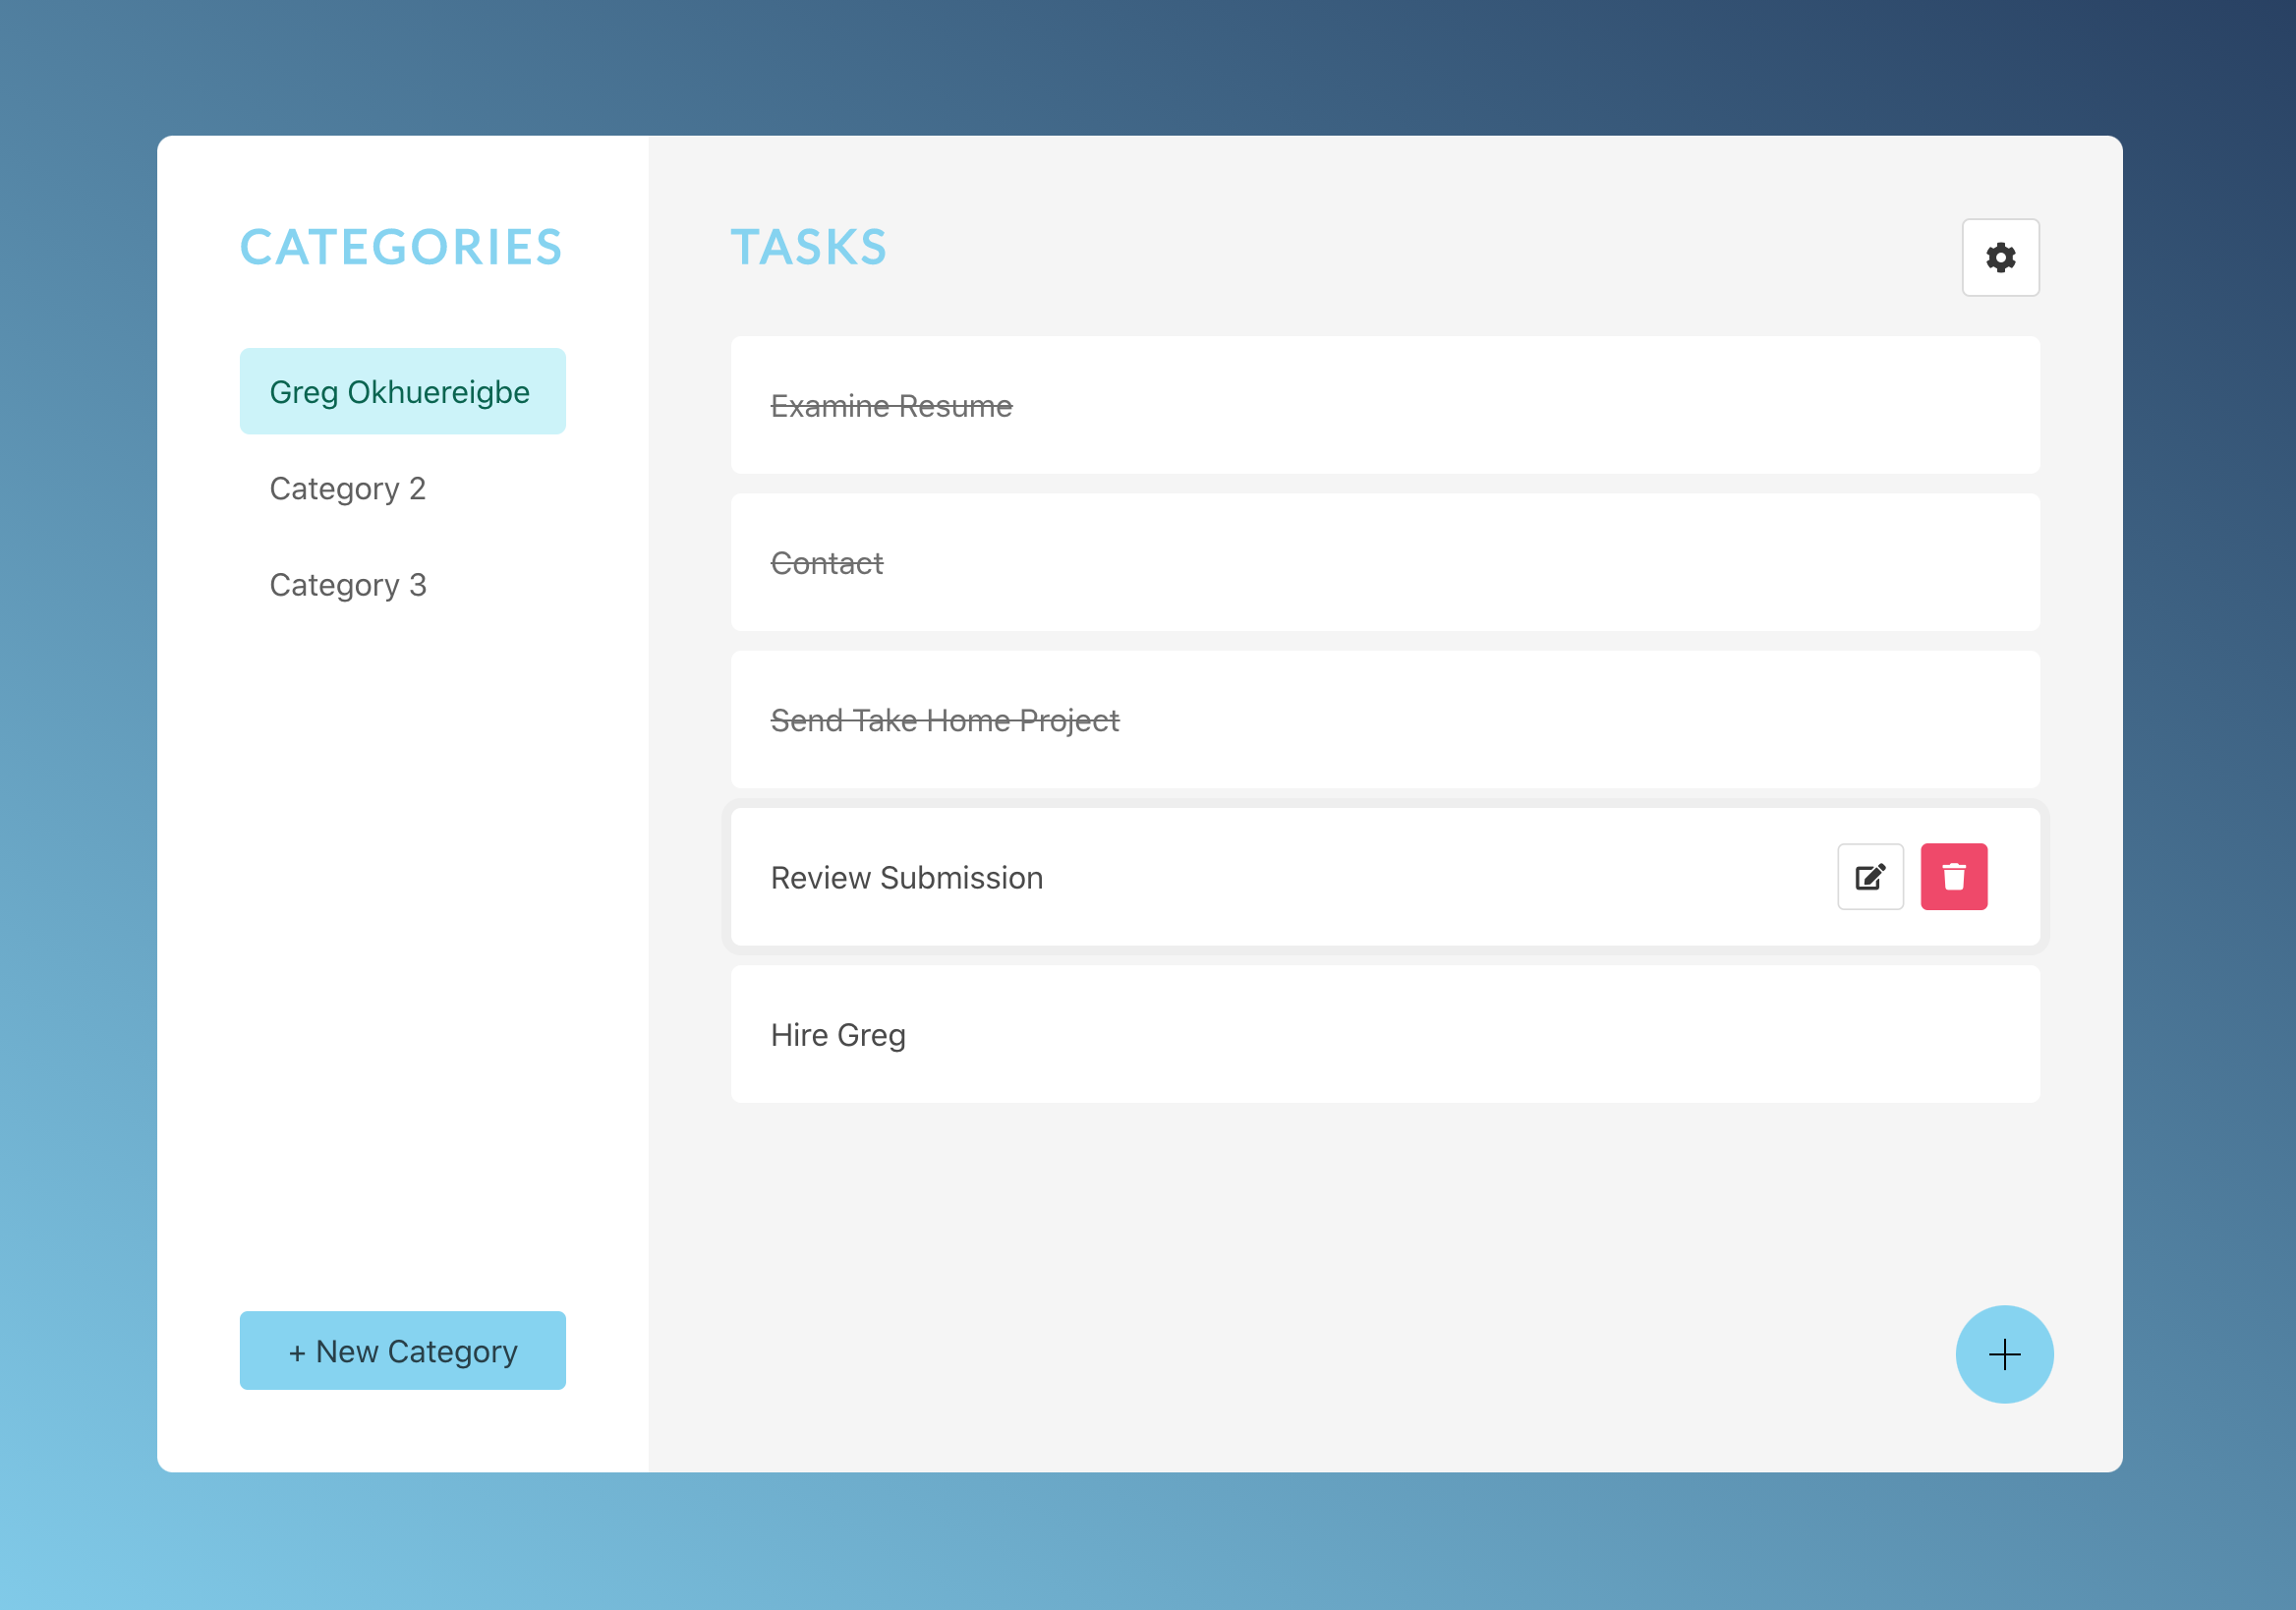 CATEGORIES
Greg Okhuereigbe
Category 2
Category 3
+ New Category
TASKS
Examine Resume
Contact
Send Take Home Project
Review Submission
Hire Greg